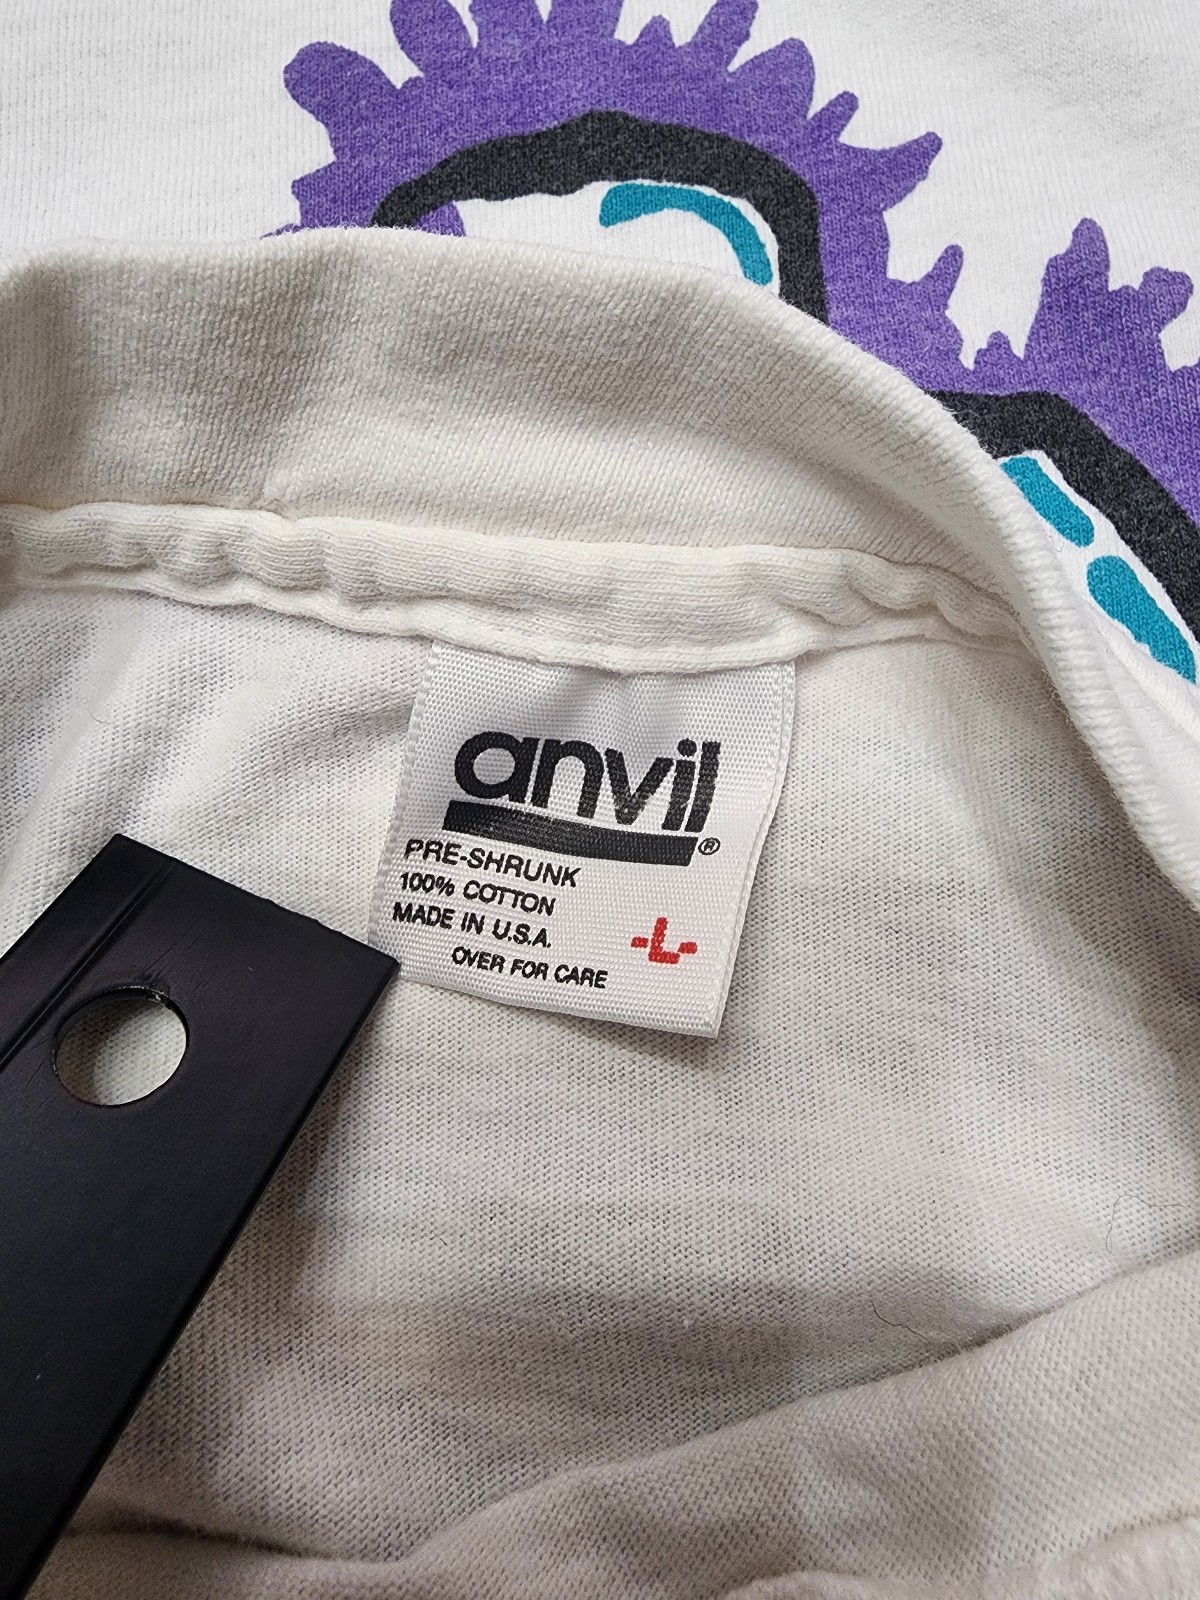 anvil®
PRE-SHRUNK
100% COTTON
MADE IN U.S.A.
-L-
OVER FOR CARE